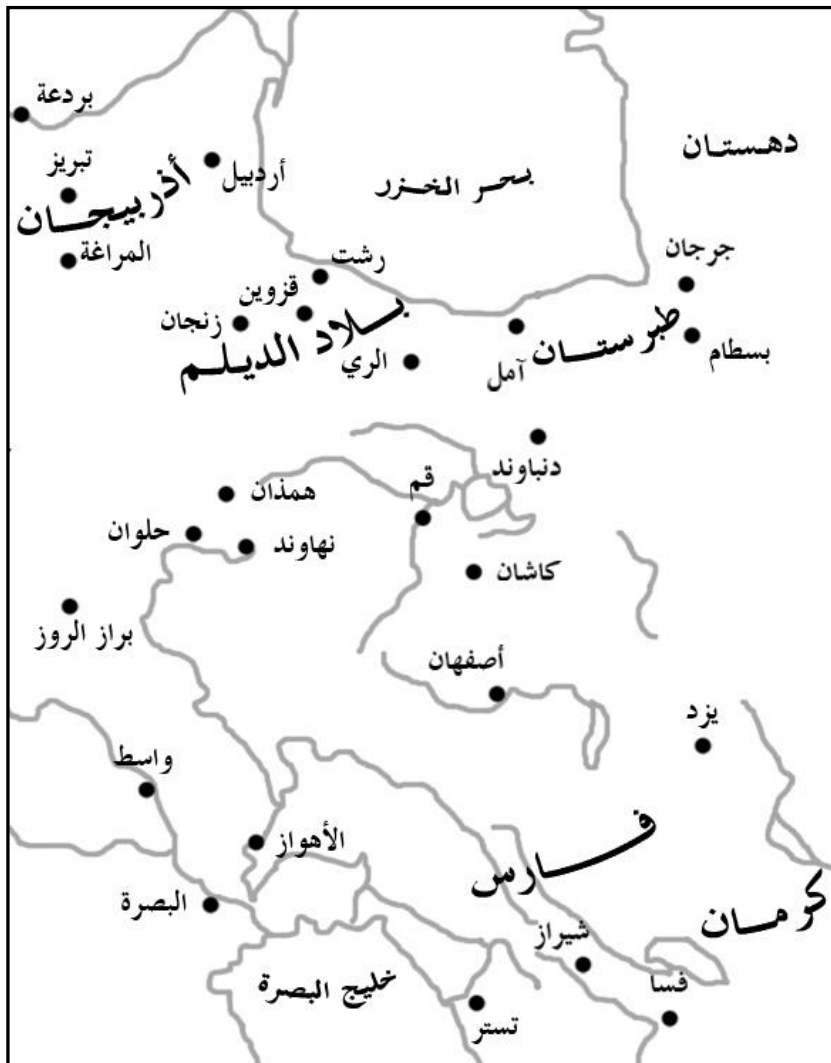 بردعة
دهستان
تبريز
أردبيل
أذربيجان
بحر الخزر
المراغة
رشت
جرجان
قزوين
زنجان
بلاد الديلم
الري
آمل
طبرستان
بسطام
دنباوند
همذان
قم
حلوان
نهاوند
كاشان
براز الروز
أصفهان
يزد
واسط
الأهواز
فارس
البصرة
كرمان
شيراز
خليج البصرة
فسا
تستر